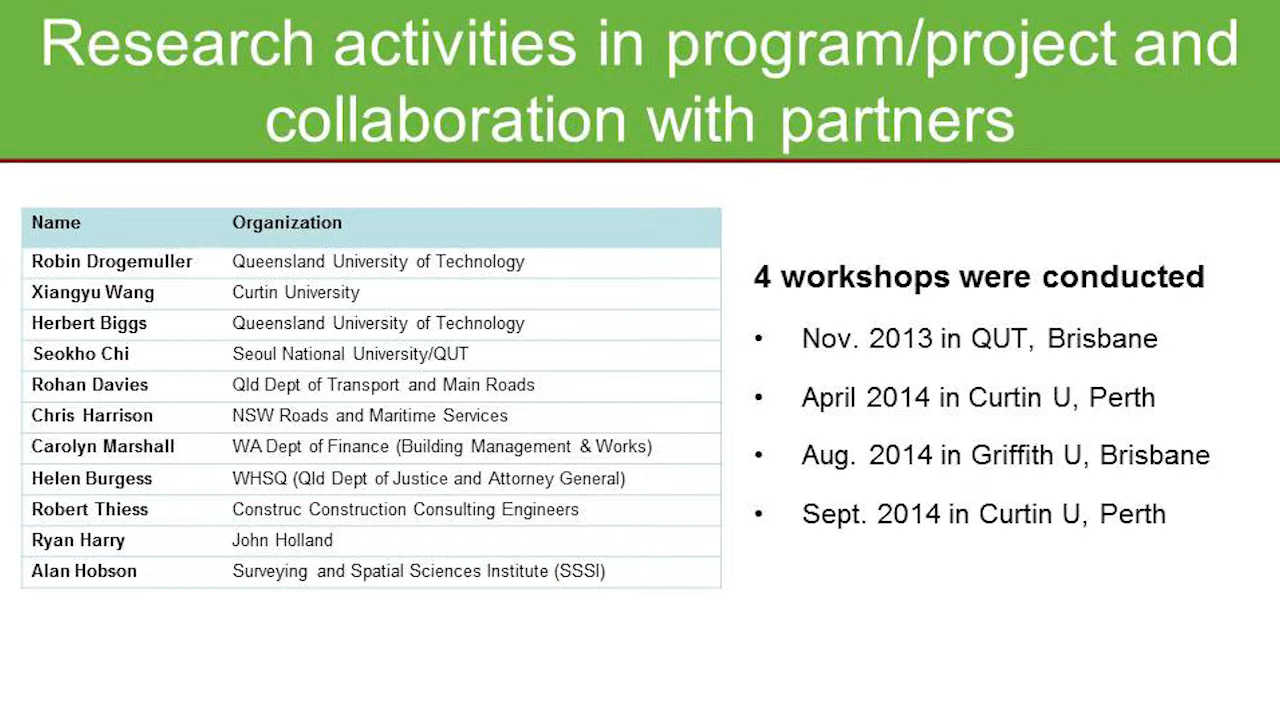 Research activities in program/project and
collaboration with partners
Name Organization
Robin Drogemuller Queensland University of Technology
Xiangyu Wang Curtin University
Herbert Biggs Queensland University of Technology
Seokho Chi Seoul National University/QUT
Rohan Davies Qld Dept of Transport and Main Roads
Chris Harrison NSW Roads and Maritime Services
Carolyn Marshall WA Dept of Finance (Building Management & Works)
Helen Burgess WHSQ (Qld Dept of Justice and Attorney General)
Robert Thiess Construc Construction Consulting Engineers
Ryan Harry John Holland
Alan Hobson Surveying and Spatial Sciences Institute (SSSI)
4 workshops were conducted
• Nov. 2013 in QUT, Brisbane
• April 2014 in Curtin U, Perth
• Aug. 2014 in Griffith U, Brisbane
• Sept. 2014 in Curtin U, Perth